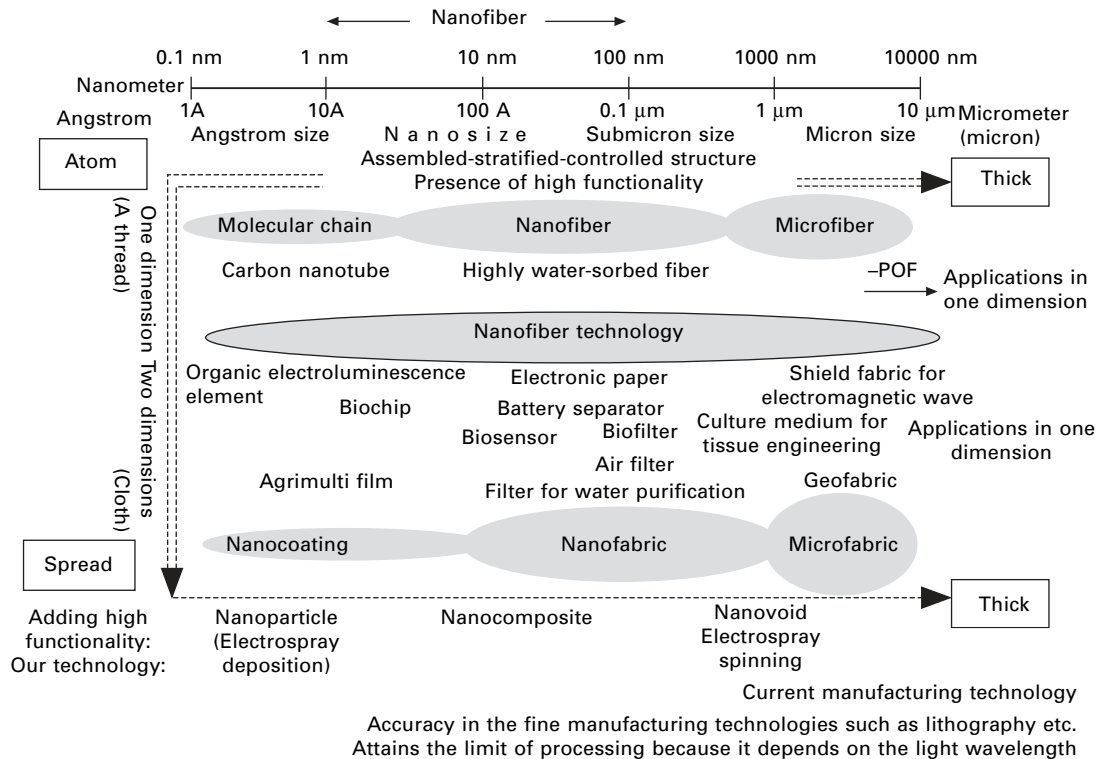 Nanofiber
0.1 nm 1 nm 10 nm 100 nm 1000 nm 10000 nm
Nanometer
1A 10A 100 A 0.1 µm 1 µm 10 µm
Angstrom
Micrometer
(micron)
Angstrom size Nanosize Submicron size Micron size
Atom
Assembled-stratified-controlled structure
Presence of high functionality
Thick
One dimension Two dimensions
(A thread) (Cloth)
Molecular chain Nanofiber Microfiber
Carbon nanotube Highly water-sorbed fiber –POF
Applications in
one dimension
Nanofiber technology
Organic electroluminescence
element
Electronic paper
Shield fabric for
electromagnetic wave
Biochip
Battery separator
Culture medium for
tissue engineering
Biosensor
Biofilter
Applications in one
dimension
Air filter
Agrimulti film
Filter for water purification
Geofabric
Nanocoating Nanofabric Microfabric
Spread
Thick
Adding high
functionality:
Our technology:
Nanoparticle
(Electrospray
deposition)
Nanocomposite
Nanovoid
Electrospray
spinning
Current manufacturing technology
Accuracy in the fine manufacturing technologies such as lithography etc.
Attains the limit of processing because it depends on the light wavelength